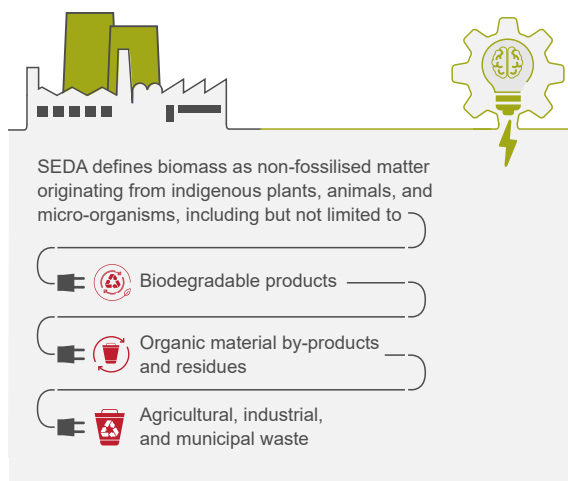 SEDA defines biomass as non-fossilised matter
originating from indigenous plants, animals, and
micro-organisms, including but not limited to
Biodegradable products
Organic material by-products
and residues
Agricultural, industrial,
and municipal waste